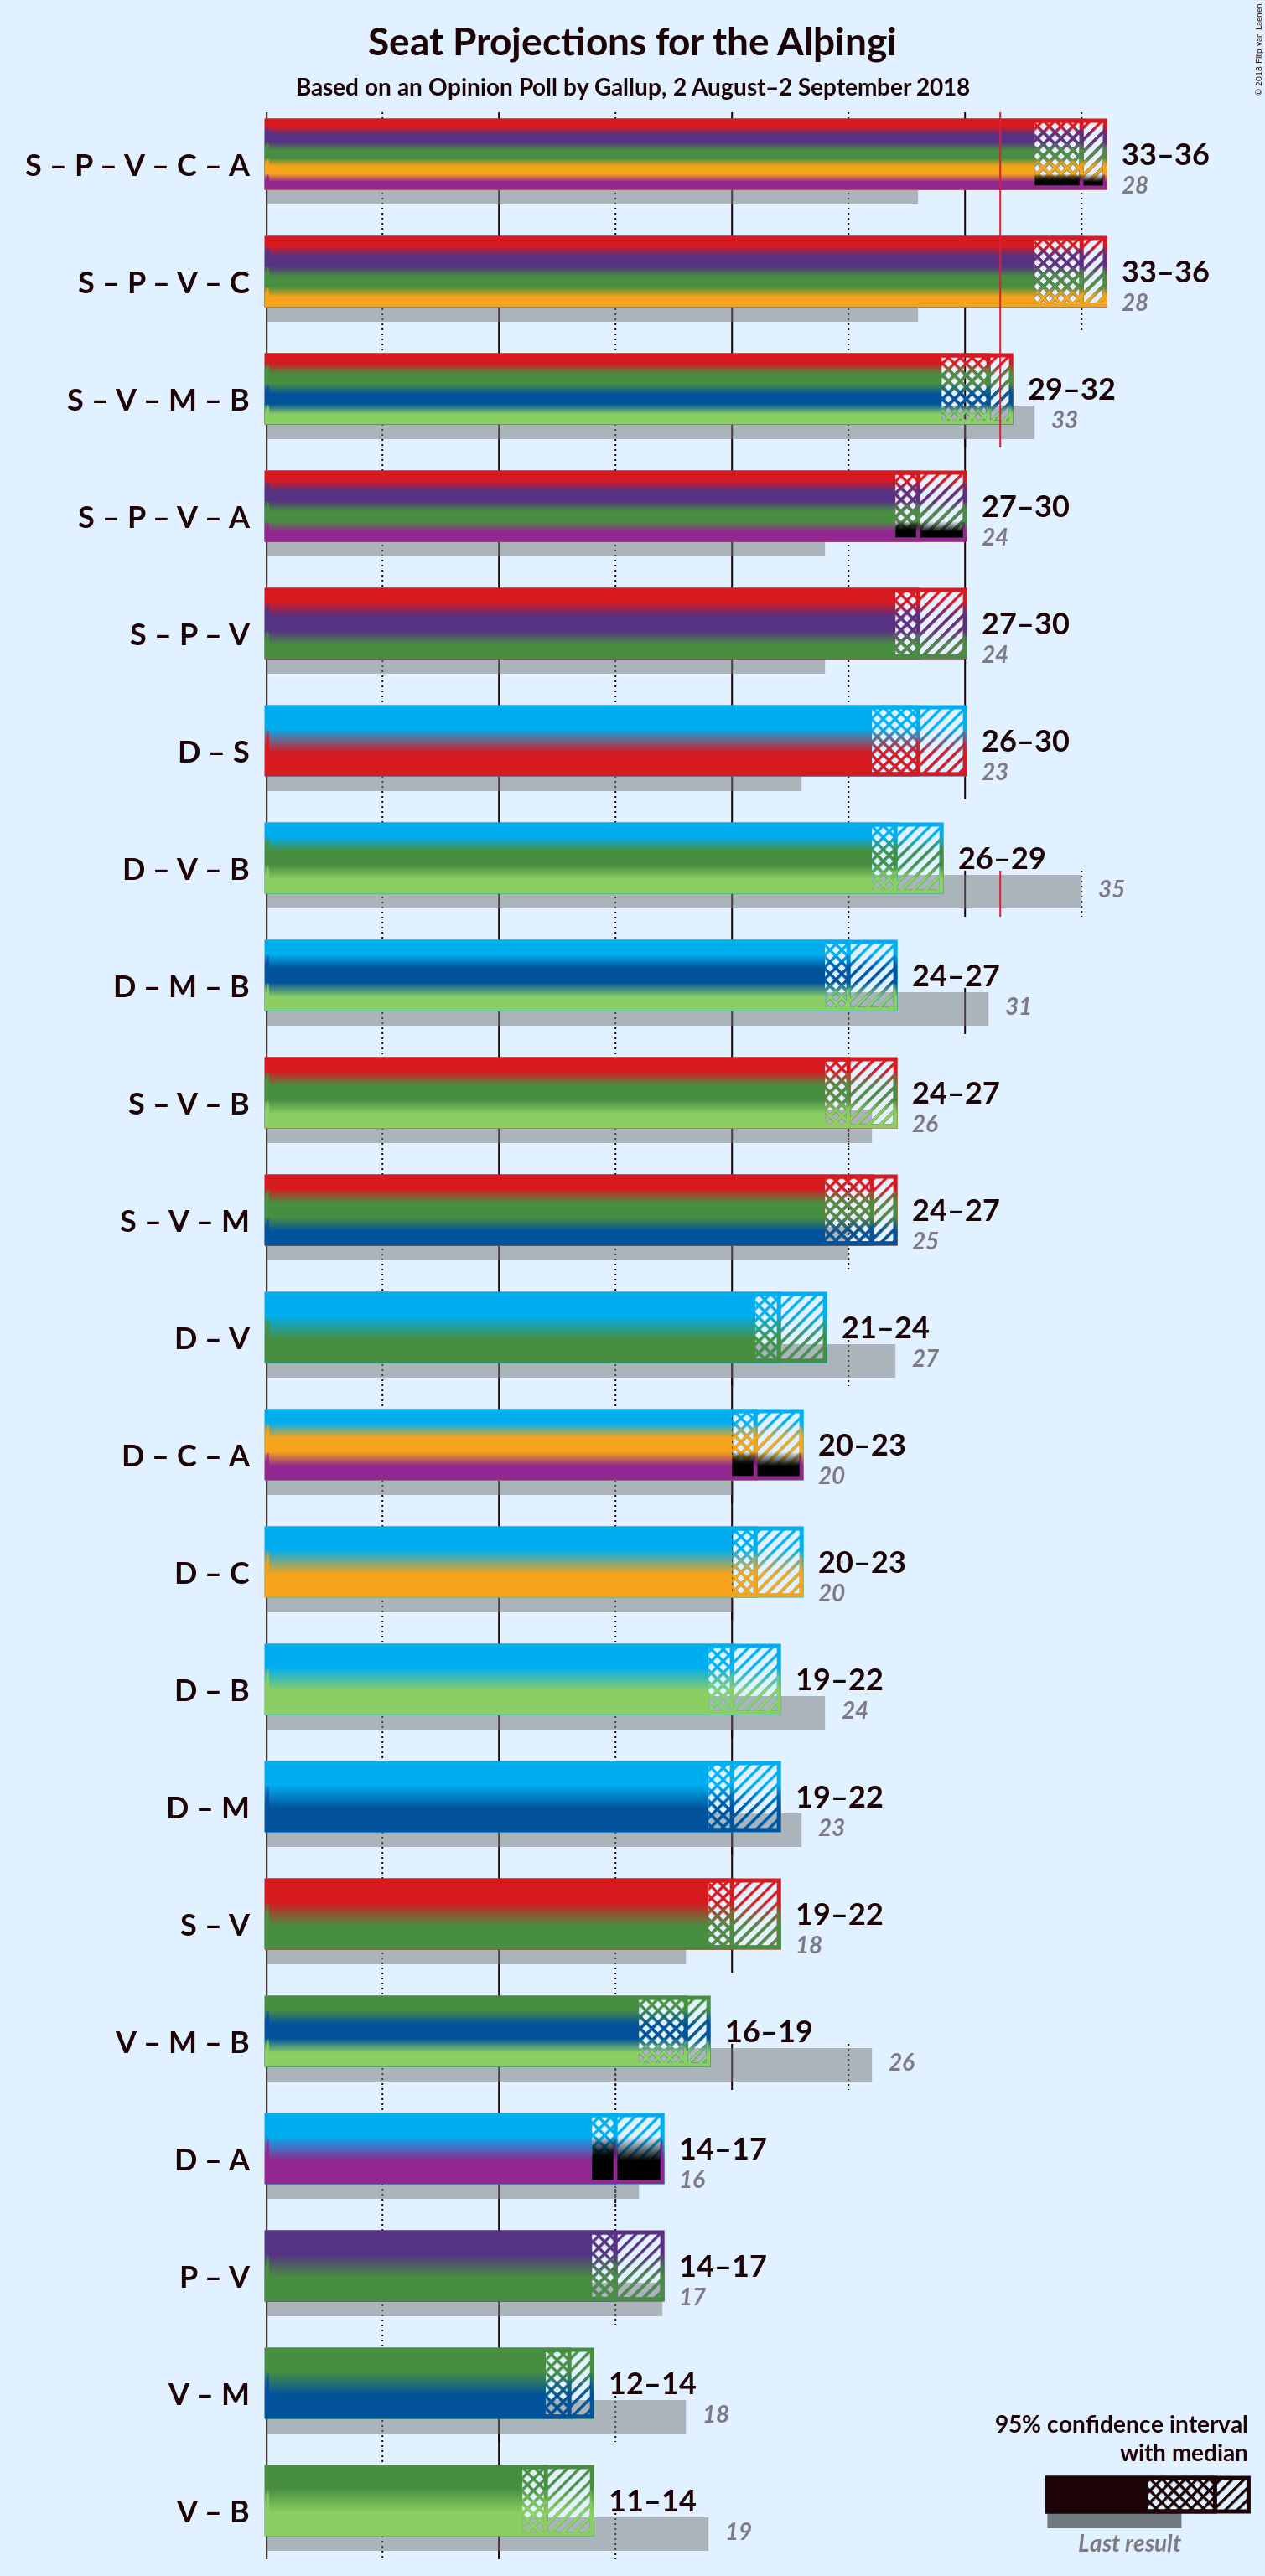 © 2018 Filip van Laenen
Seat Projections for the Alþingi
Based on an Opinion Poll by Gallup, 2 August–2 September 2018
S – P – V – C – A
33–36
28
S – P – V – C
33–36
28
S – V – M – B
29–32
33
S – P – V – A
27–30
24
S – P – V
27–30
24
D – S
26–30
23
D – V – B
26–29
35
D – M – B
24–27
31
S – V – B
24–27
26
S – V – M
24–27
25
D – V
21–24
27
D – C – A
20–23
20
D – C
20–23
20
D – B
19–22
24
D – M
19–22
23
S – V
19–22
18
V – M – B
16–19
26
D – A
14–17
16
P – V
14–17
17
V – M
12–14
18
V – B
11–14
19
95% confidence interval
with median
Last result